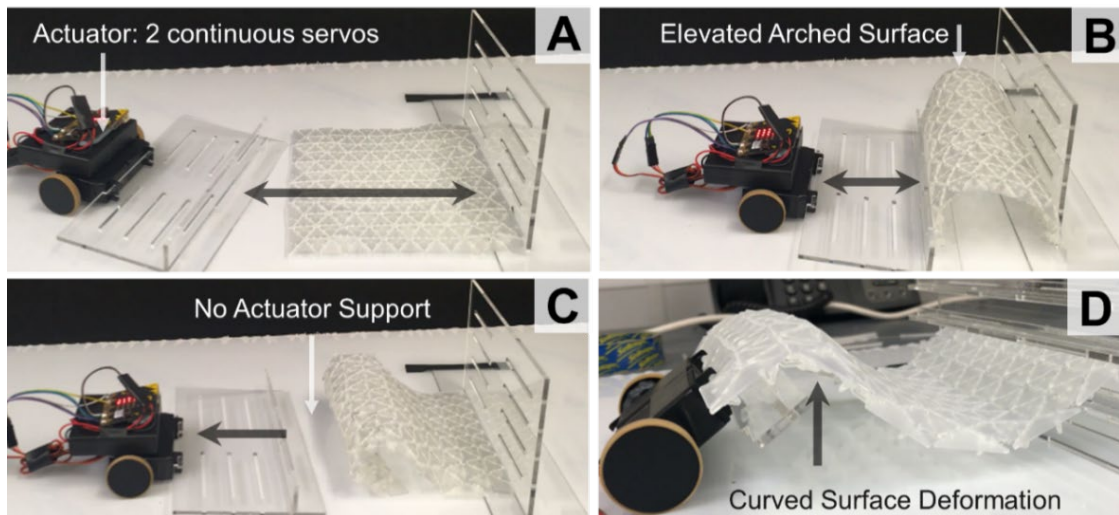 Actuator: 2 continuous servos
A
Elevated Arched Surface
B
No Actuator Support
C
D
Curved Surface Deformation